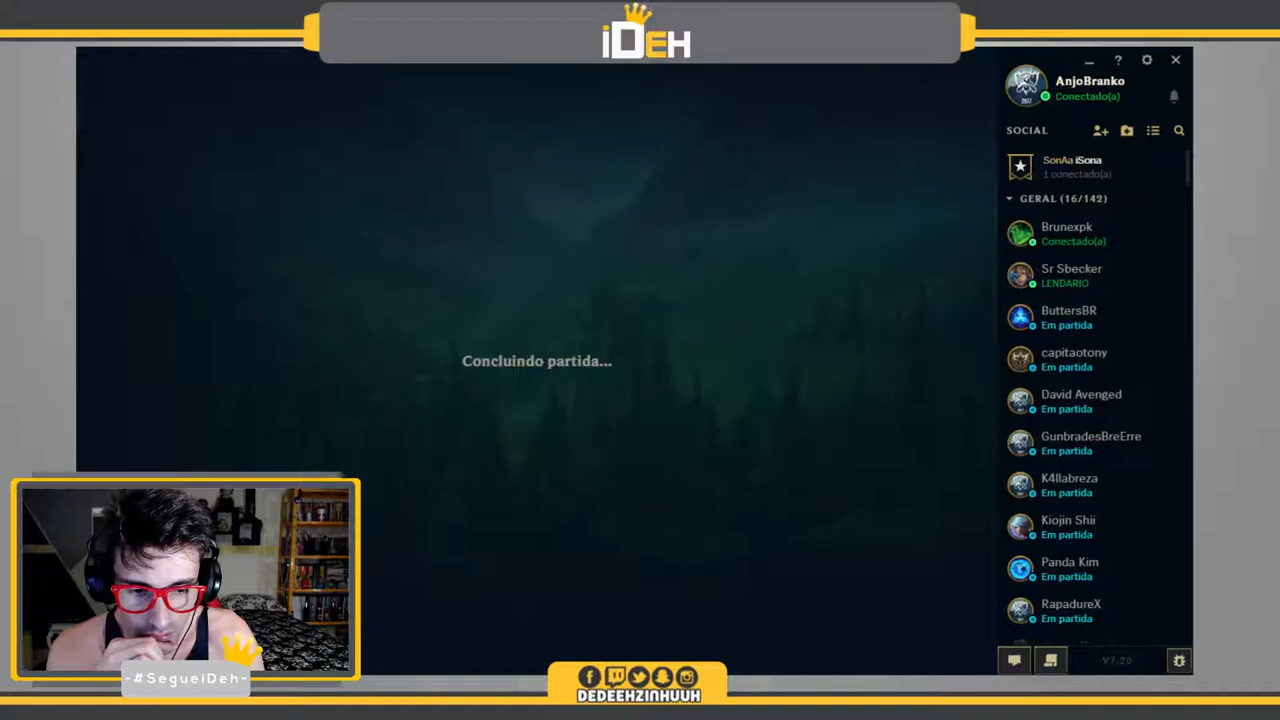 iDEH
AnjoBranko
Conectado(a)
SOCIAL
SonAa iSona
1 conectado(a)
GERAL (16/142)
Brunexpk
Conectado(a)
Sr Sbecker
LENDARIO
ButtersBR
Em partida
capitaotony
Em partida
David Avenged
Em partida
GunbradesBreErre
Em partida
K4llabreza
Em partida
Kiojin Shii
Em partida
Panda Kim
Em partida
RapadureX
Em partida
V7.20
Concluindo partida...
-#SegueiDeh-
DEDEEHZINHUUH